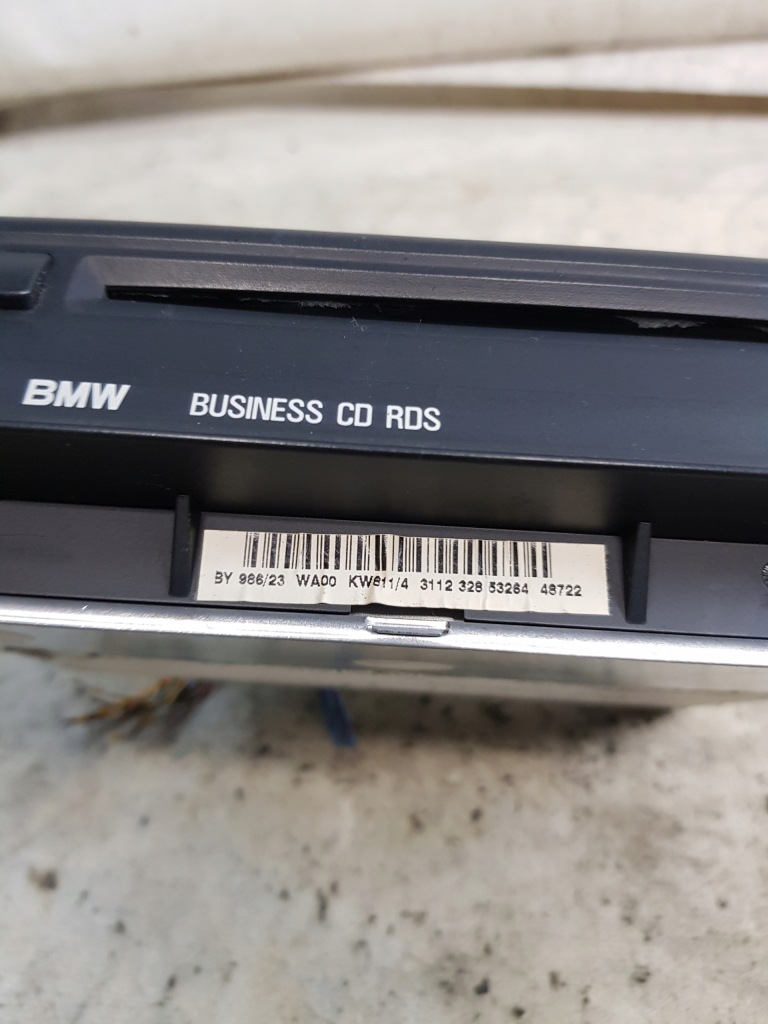 BMW BUSINESS CD RDS
BY 986/23 WA00 KW811/4 3112 328 53264 48722